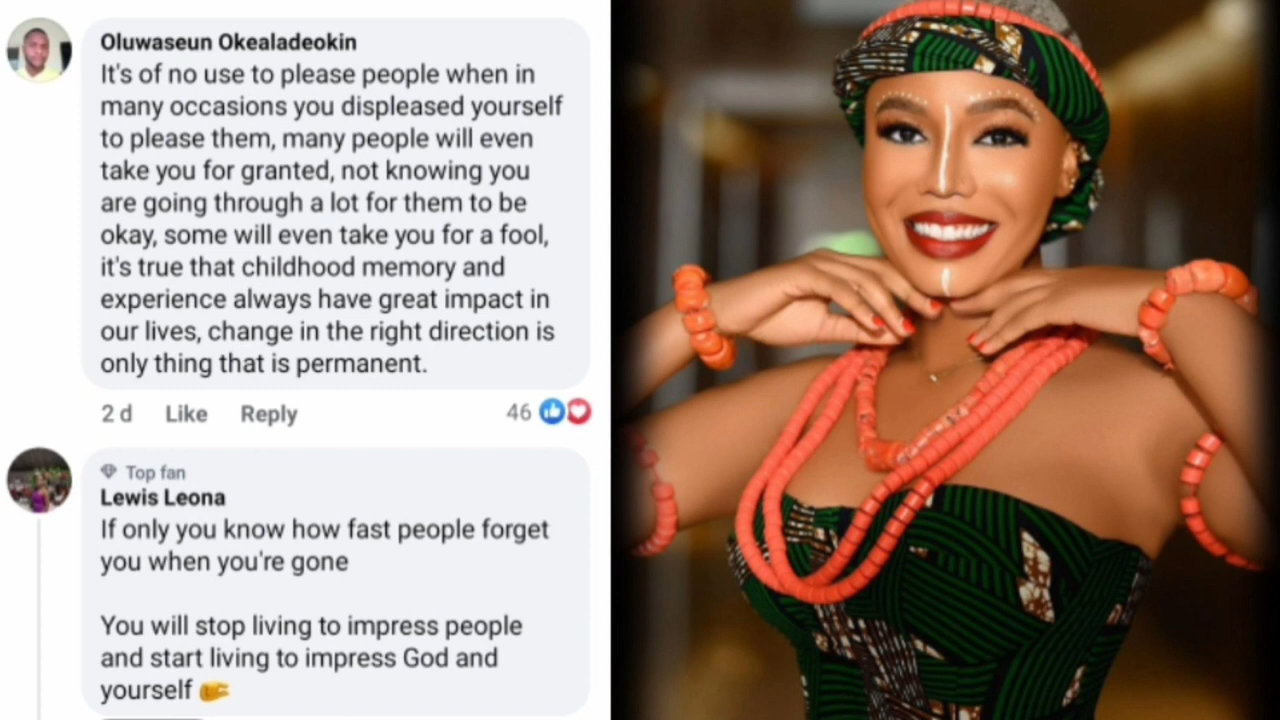 Oluwaseun Okealadeokin
It's of no use to please people when in
many occasions you displeased yourself
to please them, many people will even
take you for granted, not knowing you
are going through a lot for them to be
okay, some will even take you for a fool,
it's true that childhood memory and
experience always have great impact in
our lives, change in the right direction is
only thing that is permanent.
2 d Like Reply 46
Top fan
Lewis Leona
If only you know how fast people forget
you when you're gone
You will stop living to impress people
and start living to impress God and
yourself